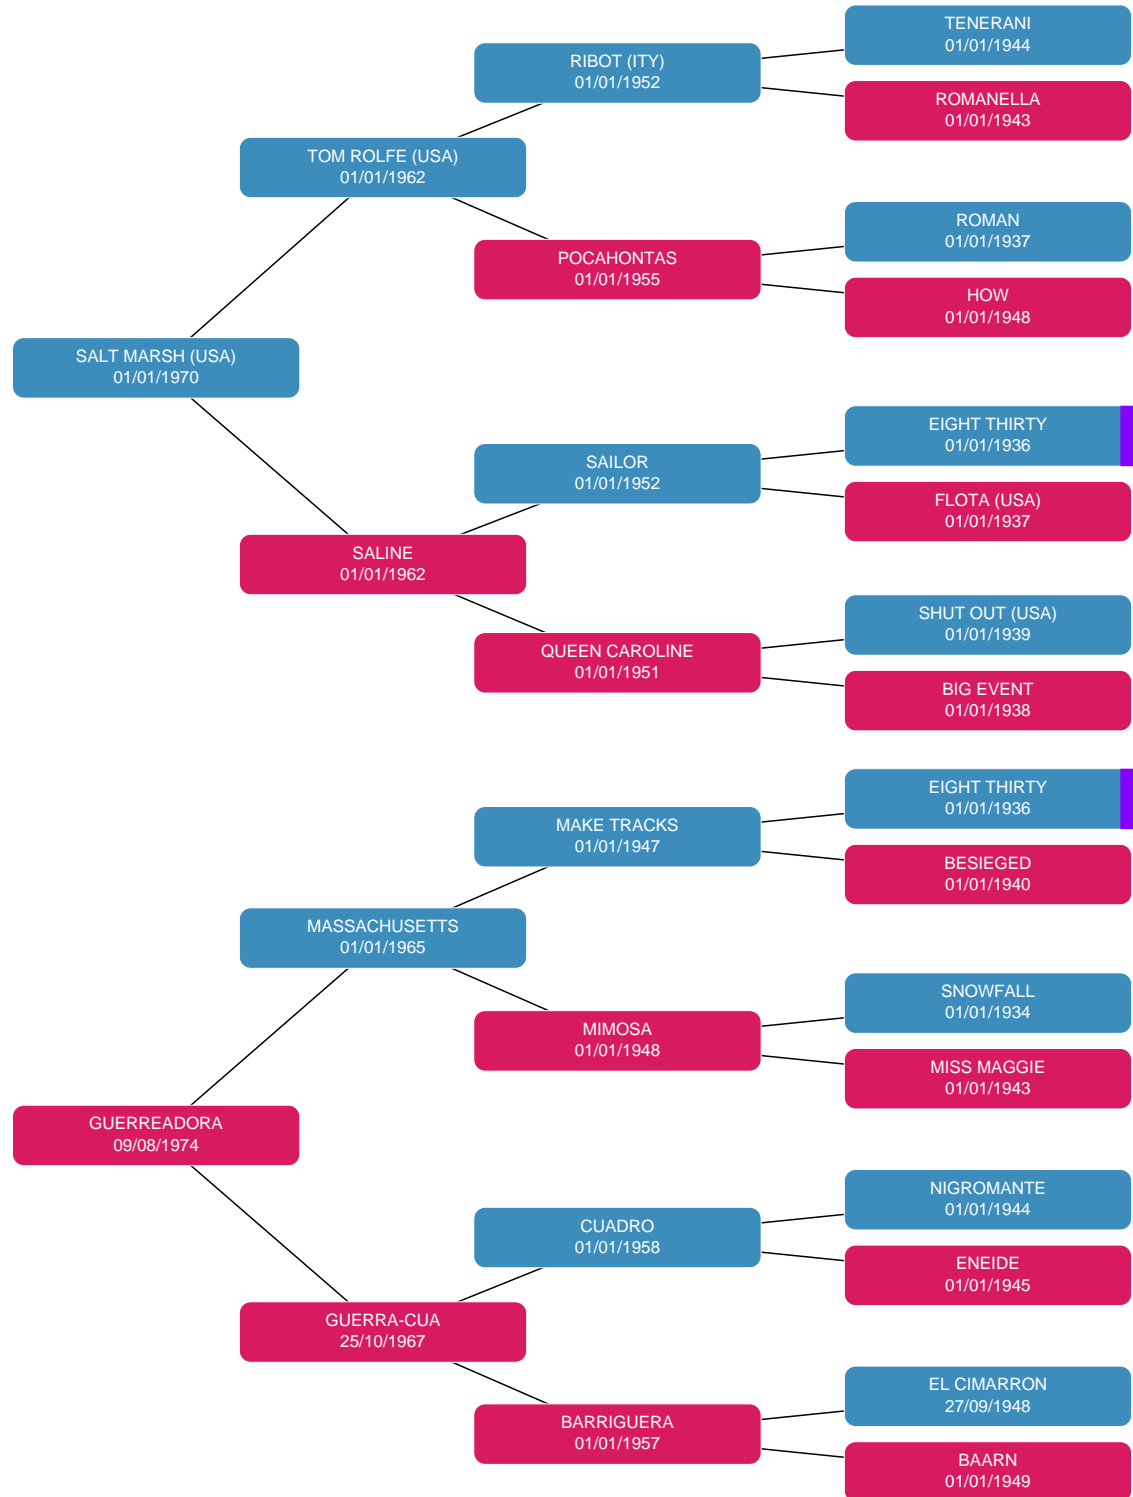 TENERANI
01/01/1944
RIBOT (ITY)
01/01/1952
ROMANELLA
01/01/1943
TOM ROLFE (USA)
01/01/1962
ROMAN
01/01/1937
POCAHONTAS
01/01/1955
HOW
01/01/1948
SALT MARSH (USA)
01/01/1970
EIGHT THIRTY
01/01/1936
SAILOR
01/01/1952
FLOTA (USA)
01/01/1937
SALINE
01/01/1962
SHUT OUT (USA)
01/01/1939
QUEEN CAROLINE
01/01/1951
BIG EVENT
01/01/1938
EIGHT THIRTY
01/01/1936
MAKE TRACKS
01/01/1947
BESIEGED
01/01/1940
MASSACHUSETTS
01/01/1965
SNOWFALL
01/01/1934
MIMOSA
01/01/1948
MISS MAGGIE
01/01/1943
GUERREADORA
09/08/1974
NIGROMANTE
01/01/1944
CUADRO
01/01/1958
ENEIDE
01/01/1945
GUERRA-CUA
25/10/1967
EL CIMARRON
27/09/1948
BARRIGUERA
01/01/1957
BAARN
01/01/1949